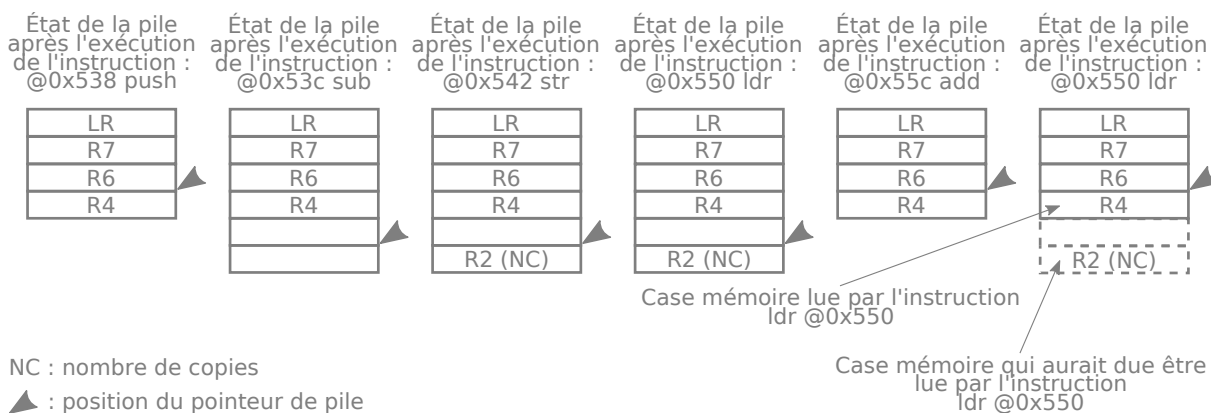 État de la pile
après l'exécution
de l'instruction :
@0x538 push
LR
R7
R6
R4
État de la pile
après l'exécution
de l'instruction :
@0x53c sub
LR
R7
R6
R4
État de la pile
après l'exécution
de l'instruction :
@0x542 str
LR
R7
R6
R4
R2 (NC)
État de la pile
après l'exécution
de l'instruction :
@0x550 ldr
LR
R7
R6
R4
R2 (NC)
État de la pile
après l'exécution
de l'instruction :
@0x55c add
LR
R7
R6
R4
État de la pile
après l'exécution
de l'instruction :
@0x550 ldr
LR
R7
R6
R4
R2 (NC)
Case mémoire lue par l'instruction
ldr @0x550
Case mémoire qui aurait due être
lue par l'instruction
ldr @0x550
NC : nombre de copies
: position du pointeur de pile